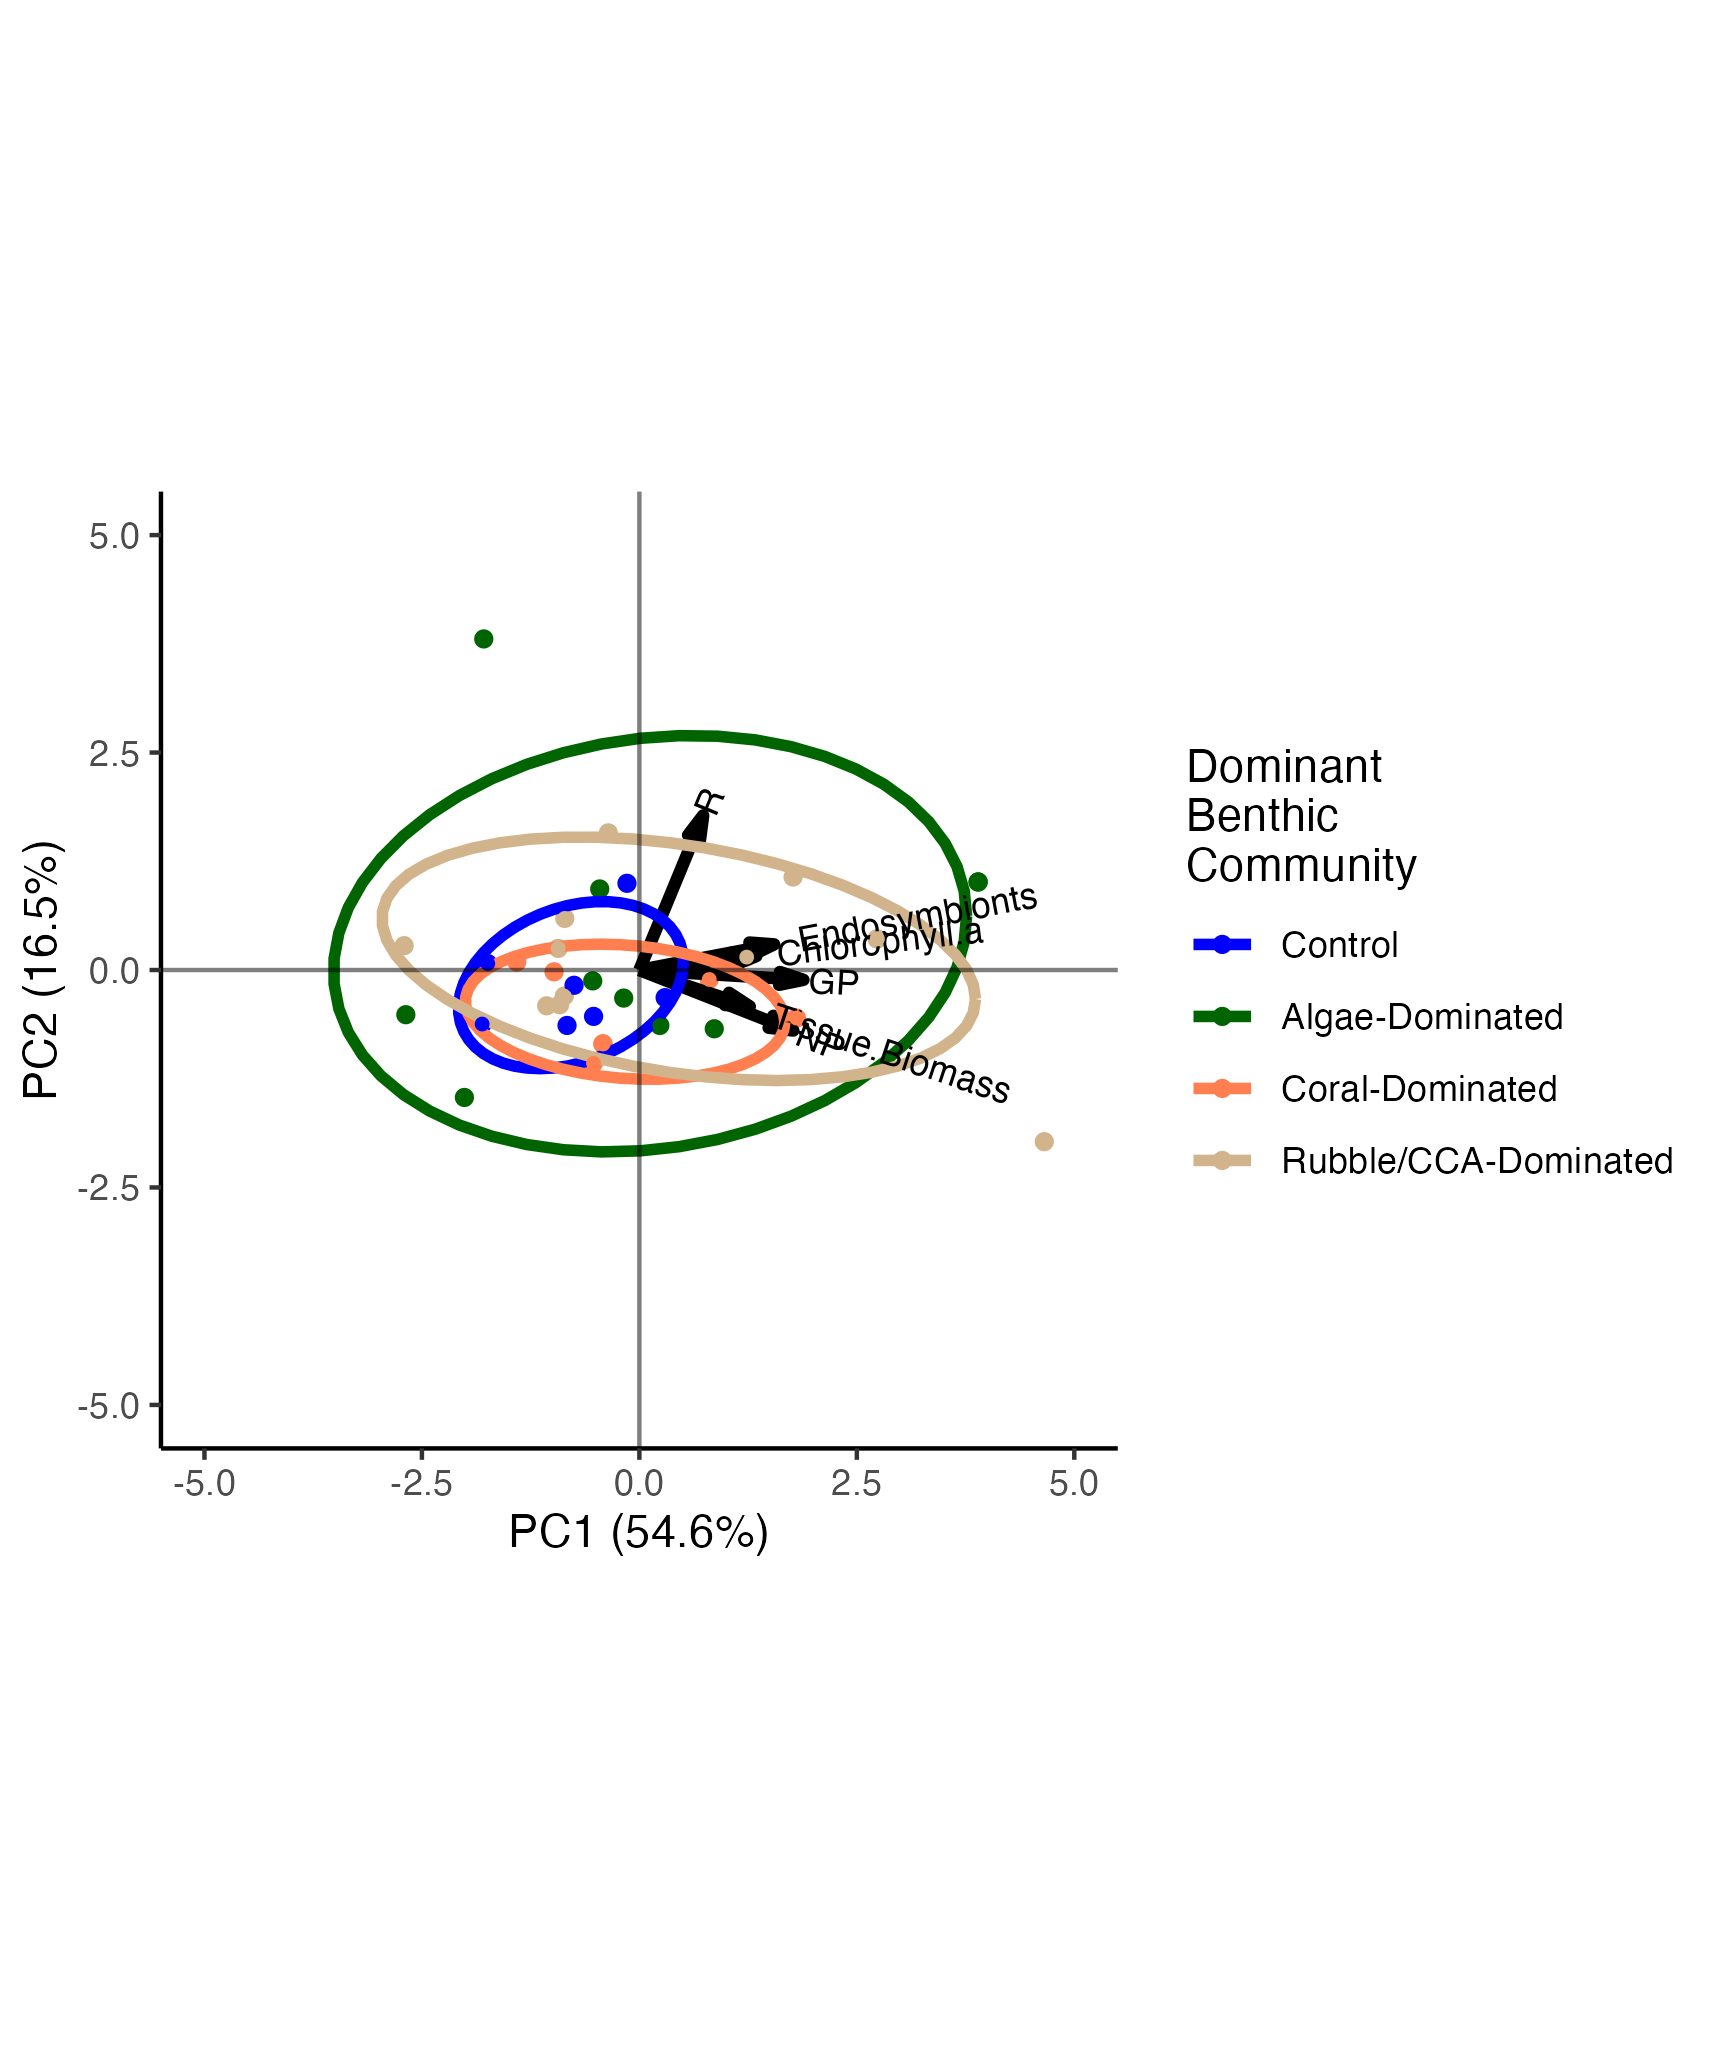 5.0
2.5
0.0
-2.5
-5.0
PC2 (16.5%)
-5.0
-2.5
0.0
2.5
5.0
PC1 (54.6%)
R
Endosymbionts
Chlorophyll.a
GP
Tissue.Biomass
NP
Dominant
Benthic
Community
Control
Algae-Dominated
Coral-Dominated
Rubble/CCA-Dominated